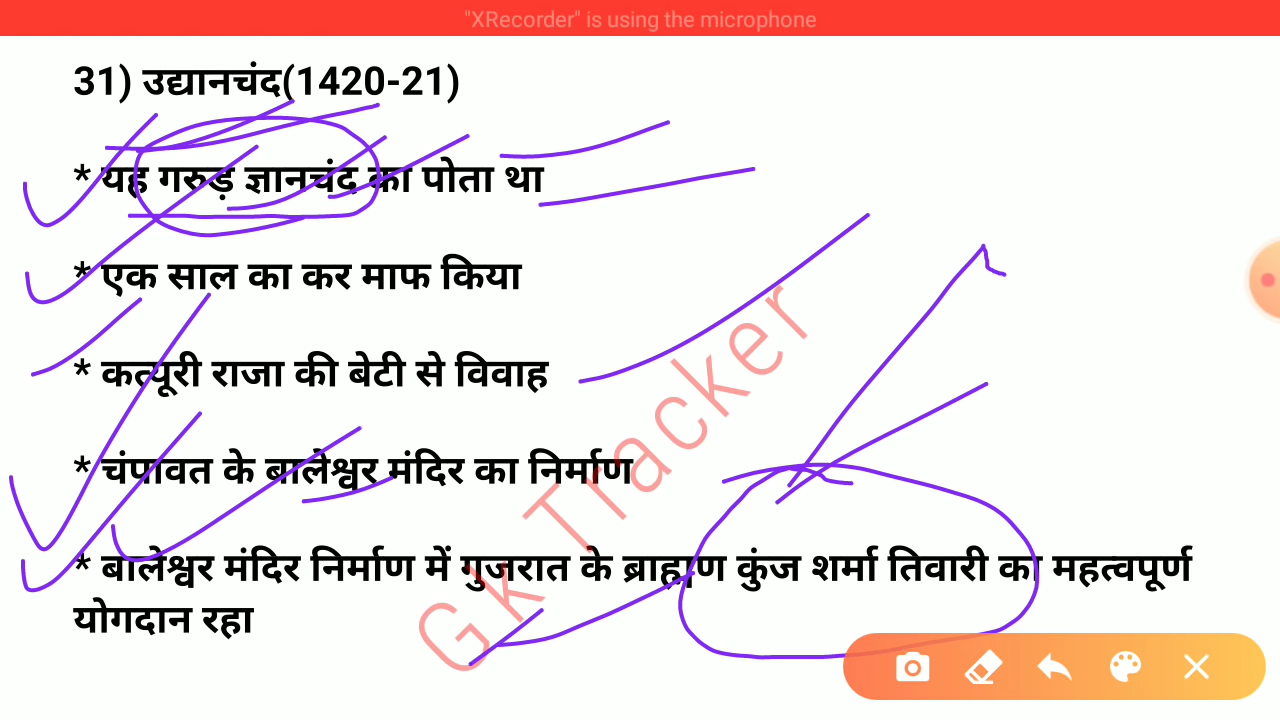 "XRecorder" is using the microphone
31) उद्यानचंद(1420-21)
* यह गरुड़ ज्ञानचंद का पोता था
* एक साल का कर माफ किया
* कत्यूरी राजा की बेटी से विवाह
* चंपावत के बालेश्वर मंदिर का निर्माण
* बालेश्वर मंदिर निर्माण में गुजरात के ब्राह्मण कुंज शर्मा तिवारी का महत्वपूर्ण
योगदान रहा
Gk Tracker